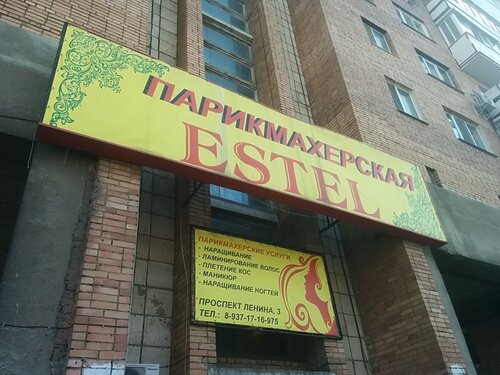 ПАРИКМАХЕРСКАЯ
ESTEL
ПАРИКМАХЕРСКИЕ УСЛУГИ
- НАРАЩИВАНИЕ
- ЛАМИНИРОВАНИЕ ВОЛОС
- ПЛЕТЕНИЕ КОС
- МАНИКЮР
- НАРАЩИВАНИЕ НОГТЕЙ
ПРОСПЕКТ ЛЕНИНА, 3
ТЕЛ.: 8-937-17-16-975